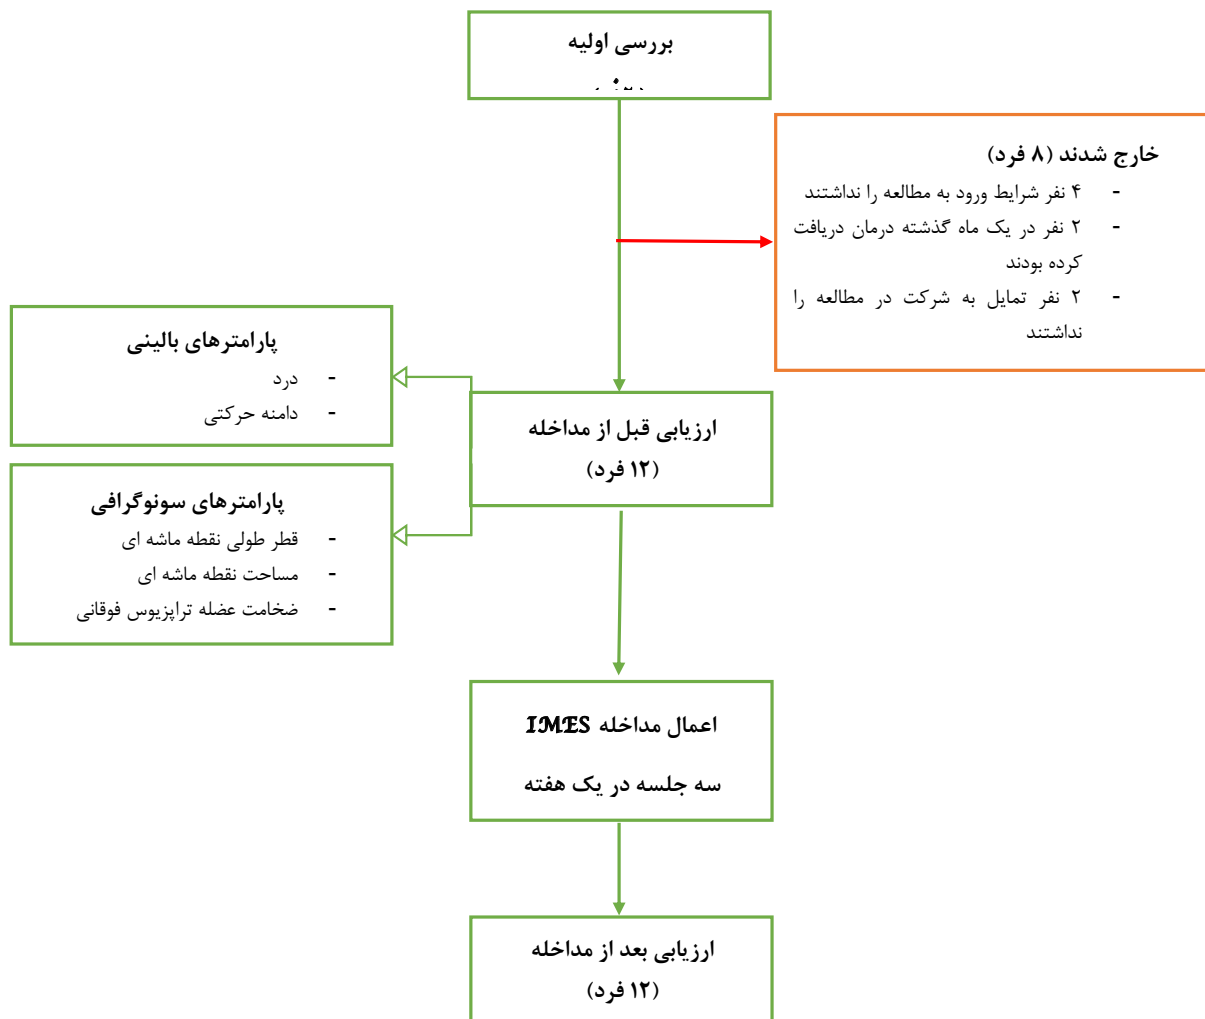 بررسی اولیه
خارج شدند (۸ فرد)
- ۴ نفر شرایط ورود به مطالعه را نداشتند
- ۲ نفر در یک ماه گذشته درمان دریافت
کرده بودند
- ۲ نفر تمایل به شرکت در مطالعه را
نداشتند
پارامترهای بالینی
- درد
- دامنه حرکتی
ارزیابی قبل از مداخله
(۱۲ فرد)
پارامترهای سونوگرافی
- قطر طولی نقطه ماشه ای
- مساحت نقطه ماشه ای
- ضخامت عضله تراپزیوس فوقانی
اعمال مداخله IMES
سه جلسه در یک هفته
ارزیابی بعد از مداخله
(۱۲ فرد)